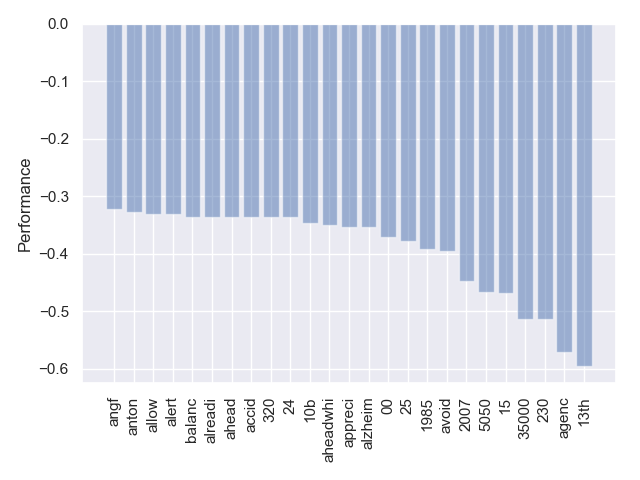 0.0
−0.1
−0.2
−0.3
−0.4
−0.5
−0.6
Performance
angf
anton
allow
alert
balanc
alreadi
ahead
accid
320
24
10b
aheadwhi
appreci
alzheim
00
25
1985
avoid
2007
5050
15
35000
230
agenc
13th